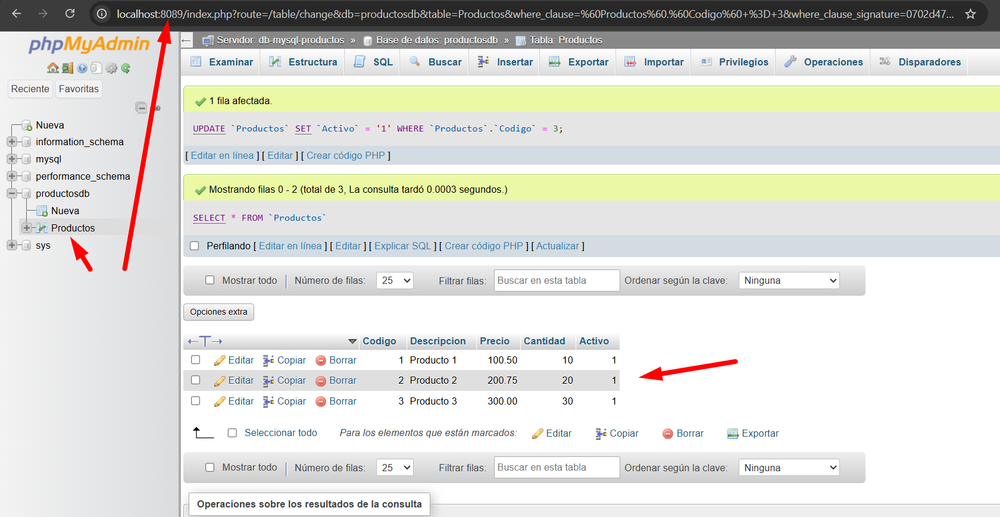 localhost:8089/index.php?route=/table/change&db=productosdb&table=Productos&where_clause=%60Productos%60.%60Codigo%60+%3D+3&where_clause_signature=0702d47...
phpMyAdmin
Reciente Favoritas
Nueva
information_schema
mysql
performance_schema
productosdb
Nueva
Productos
sys
Servidor: db-mysql-productos » Base de datos: productosdb » Tabla: Productos
Examinar Estructura SQL Buscar Insertar Exportar Importar Privilegios Operaciones Disparadores
1 fila afectada.
UPDATE `Productos` SET `Activo` = '1' WHERE `Productos`.`Codigo` = 3;
[ Editar en línea ] [ Editar ] [ Crear código PHP ]
Mostrando filas 0 - 2 (total de 3, La consulta tardó 0.0003 segundos.)
SELECT * FROM `Productos`
Perfilando [ Editar en línea ] [ Editar ] [ Explicar SQL ] [ Crear código PHP ] [ Actualizar ]
Mostrar todo Número de filas: 25 Filtrar filas: Buscar en esta tabla Ordenar según la clave: Ninguna
Opciones extra
Codigo Descripcion Precio Cantidad Activo
Editar Copiar Borrar 1 Producto 1 100.50 10 1
Editar Copiar Borrar 2 Producto 2 200.75 20 1
Editar Copiar Borrar 3 Producto 3 300.00 30 1
Seleccionar todo Para los elementos que están marcados: Editar Copiar Borrar Exportar
Mostrar todo Número de filas: 25 Filtrar filas: Buscar en esta tabla Ordenar según la clave: Ninguna
Operaciones sobre los resultados de la consulta